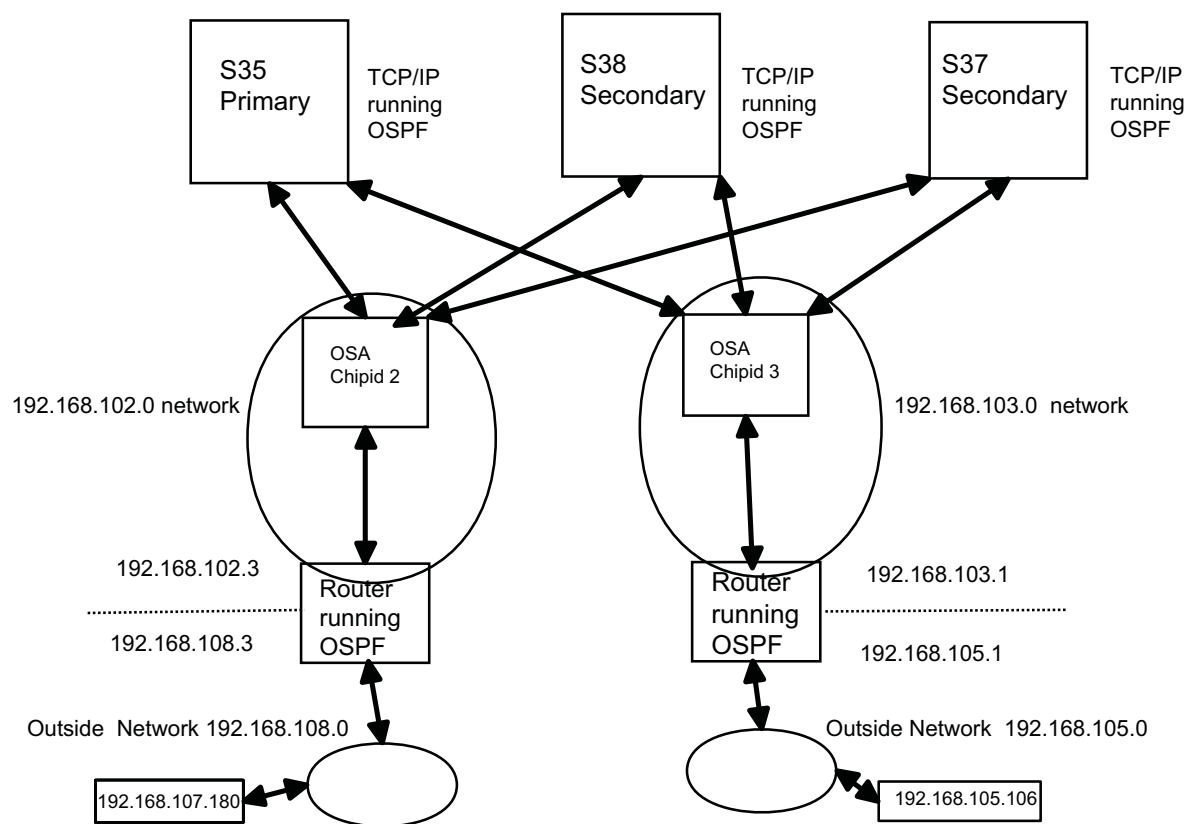 S35
Primary
TCP/IP
running
OSPF
S38
Secondary
TCP/IP
running
OSPF
S37
Secondary
TCP/IP
running
OSPF
OSA
Chipid 2
OSA
Chipid 3
192.168.102.0 network
192.168.103.0 network
192.168.102.3
192.168.108.3
Router
running
OSPF
Router
running
OSPF
192.168.103.1
192.168.105.1
Outside Network 192.168.108.0
Outside Network 192.168.105.0
192.168.107.180
192.168.105.106